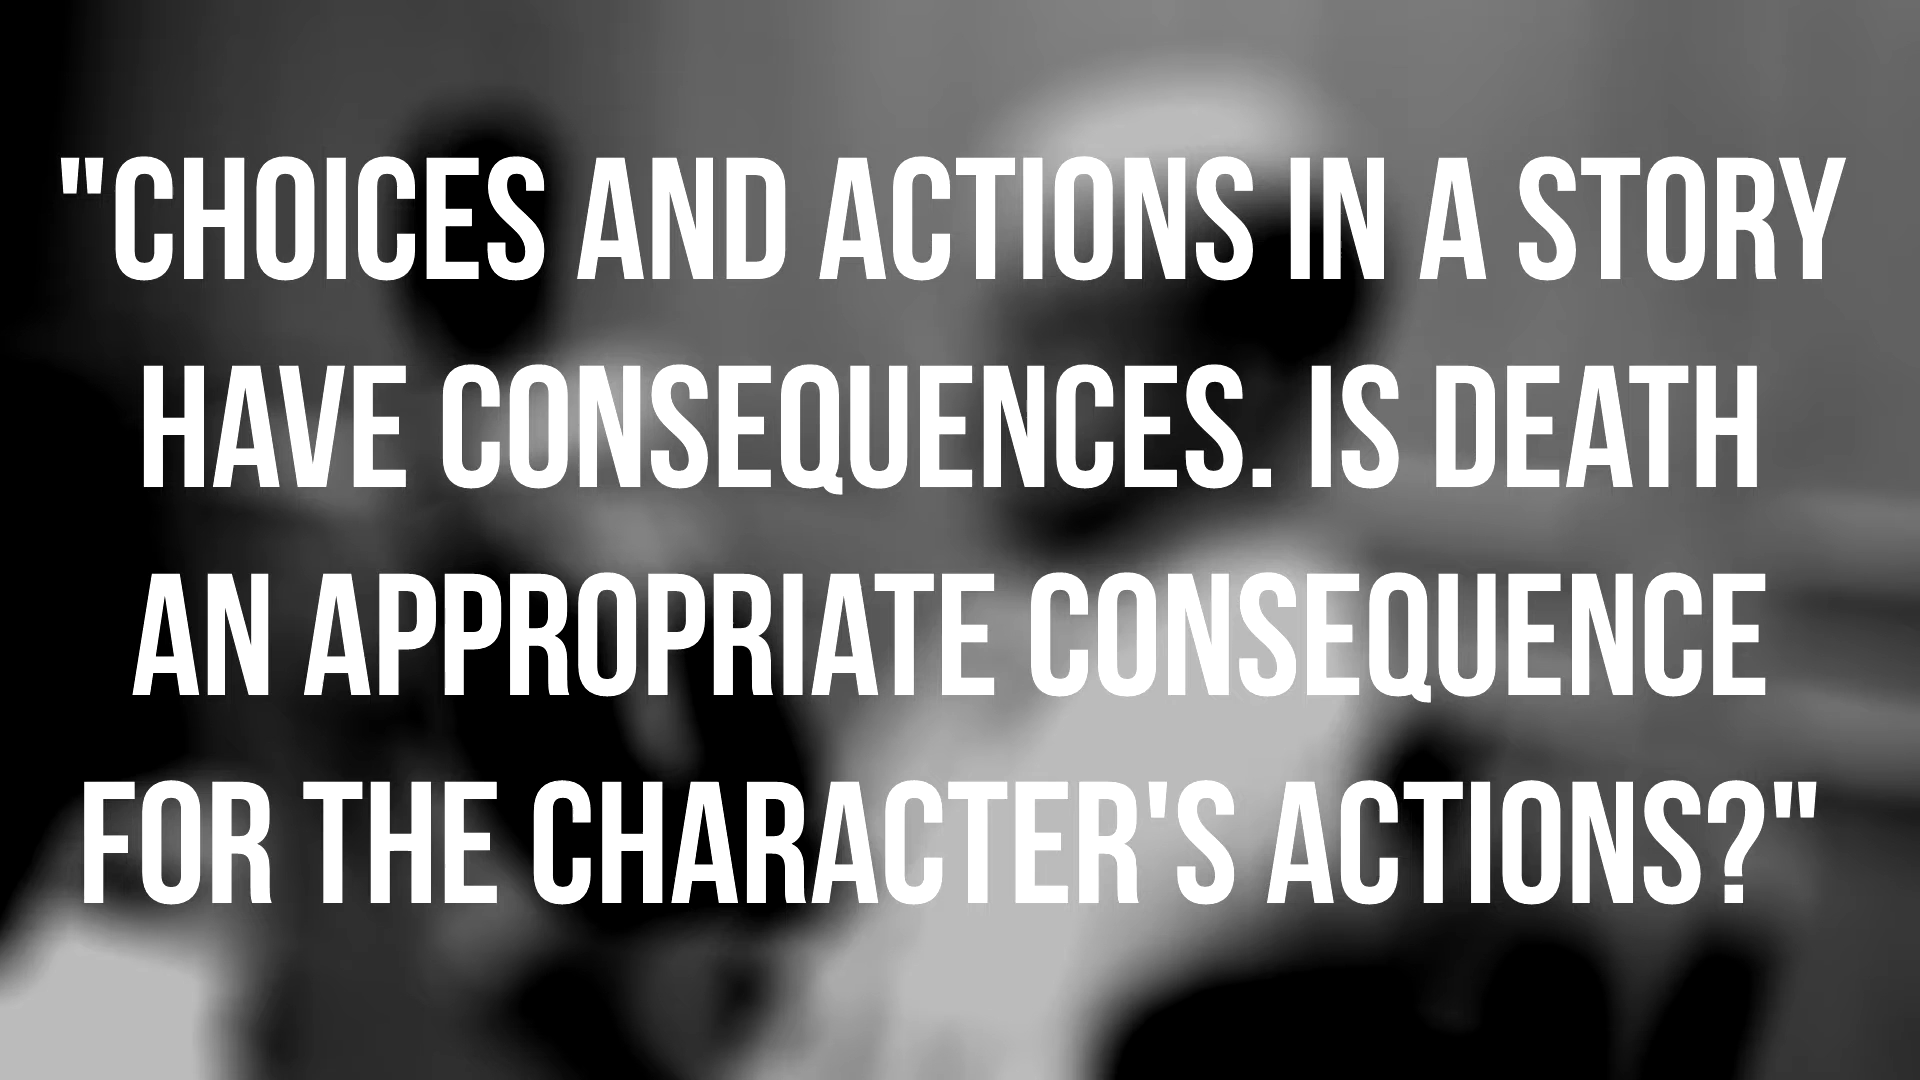 "CHOICES AND ACTIONS IN A STORY
HAVE CONSEQUENCES. IS DEATH
AN APPROPRIATE CONSEQUENCE
FOR THE CHARACTER'S ACTIONS?"